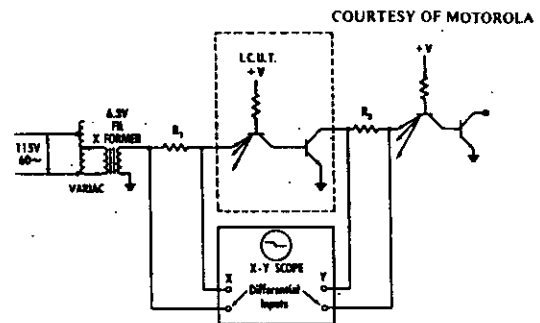 COURTESY OF MOTOROLA
I.C.U.T.
+V
+V
6.3V
FIL
X FORMER
R₁
R₂
115V
60~
VARIAC
X-Y SCOPE
X
Y
Differential
Inputs